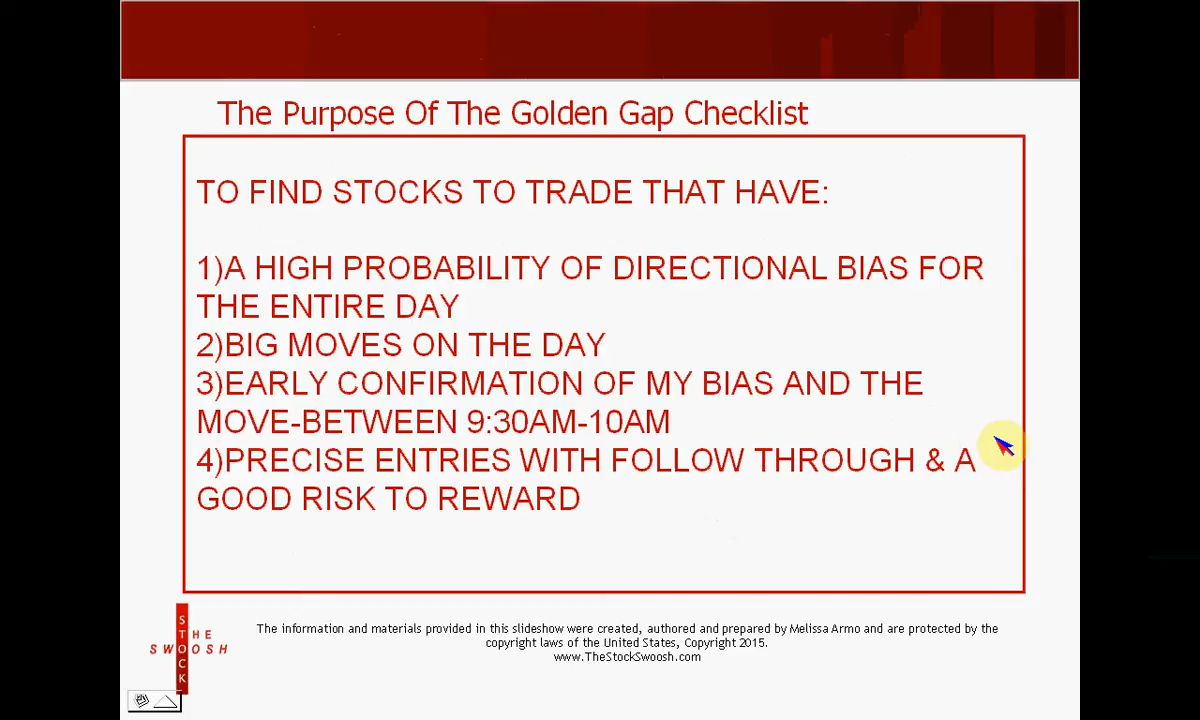 The Purpose Of The Golden Gap Checklist
TO FIND STOCKS TO TRADE THAT HAVE:
1)A HIGH PROBABILITY OF DIRECTIONAL BIAS FOR
THE ENTIRE DAY
2)BIG MOVES ON THE DAY
3)EARLY CONFIRMATION OF MY BIAS AND THE
MOVE-BETWEEN 9:30AM-10AM
4)PRECISE ENTRIES WITH FOLLOW THROUGH & A
GOOD RISK TO REWARD
THE
STOCK
SWOOSH
The information and materials provided in this slideshow were created, authored and prepared by Melissa Armo and are protected by the
copyright laws of the United States, Copyright 2015.
www.TheStockSwoosh.com